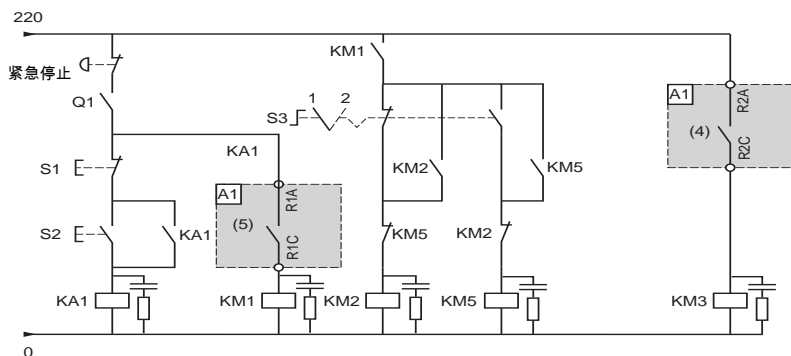 220
紧急停止
Q1
S1
S2
KA1
KA1
KA1
A1
(5)
R1A
R1C
KM1
KM1
S3
1
2
KM2
KM5
KM2
KM5
KM2
KM5
A1
(4)
R2A
R2C
KM3
0